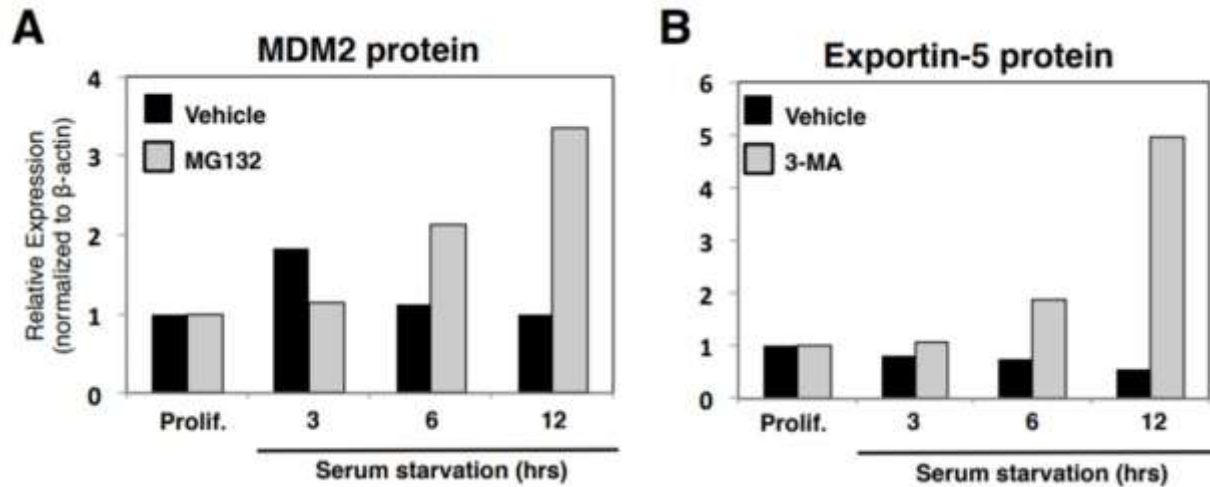 A
MDM2 protein
Relative Expression
(normalized to β-actin)
4
3
2
1
0
Vehicle
MG132
Prolif. 3 6 12
Serum starvation (hrs)
B
Exportin-5 protein
6
5
4
3
2
1
0
Vehicle
3-MA
Prolif. 3 6 12
Serum starvation (hrs)